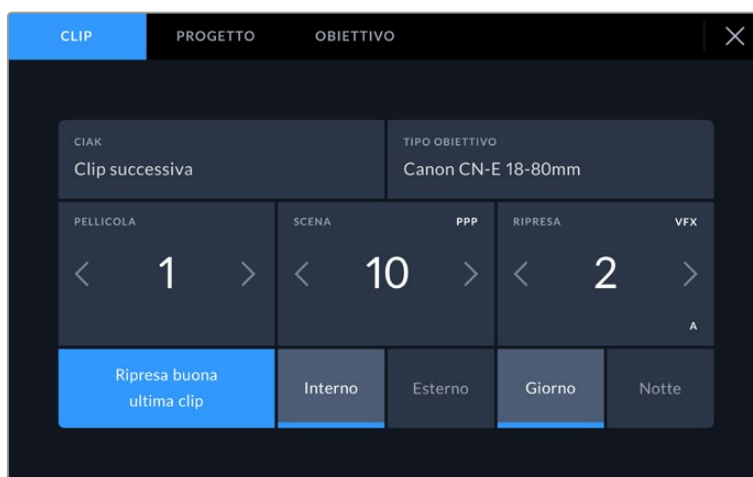 CLIP PROGETTO OBIETTIVO
CIAK
Clip successiva
TIPO OBIETTIVO
Canon CN-E 18-80mm
PELLICOLA
1
SCENA PPP
10
RIPRESA VFX
2
A
Ripresa buona
ultima clip
Interno
Esterno
Giorno
Notte